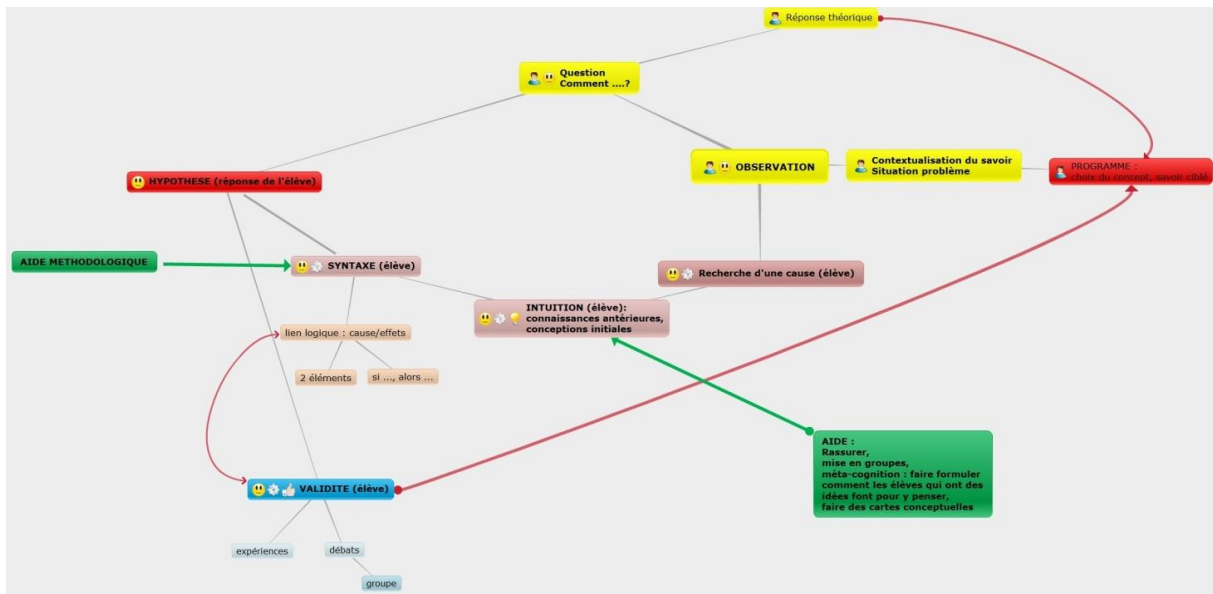 Réponse théorique
Question
Comment ....?
OBSERVATION
Contextualisation du savoir
Situation problème
PROGRAMME :
choix du concept, savoir ciblé
HYPOTHESE (réponse de l'élève)
AIDE METHODOLOGIQUE
SYNTAXE (élève)
Recherche d'une cause (élève)
INTUITION (élève):
connaissances antérieures,
conceptions initiales
lien logique : cause/effets
2 éléments
si ..., alors ...
AIDE :
Rassurer,
mise en groupes,
méta-cognition : faire formuler
comment les élèves qui ont des
idées font pour y penser,
faire des cartes conceptuelles
VALIDITE (élève)
expériences
débats
groupe